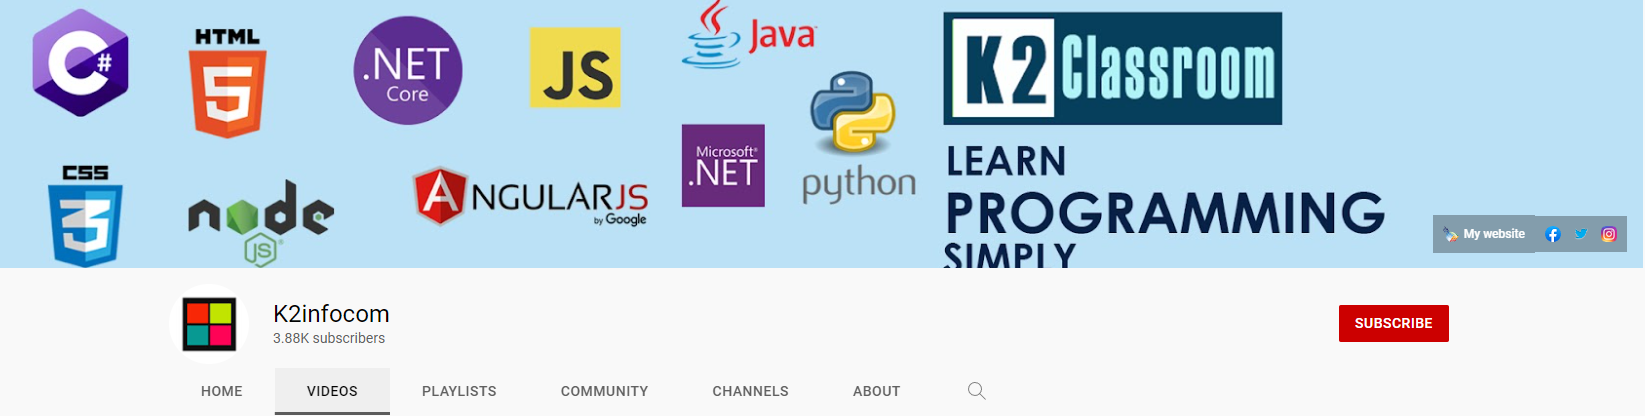 C#
HTML
5
.NET
Core
JS
Java
K2 Classroom
CSS
3
node
JS
ANGULARJS
by Google
Microsoft®
.NET
python
LEARN
PROGRAMMING
SIMPLY
My website
K2infocom
3.88K subscribers
SUBSCRIBE
HOME VIDEOS PLAYLISTS COMMUNITY CHANNELS ABOUT